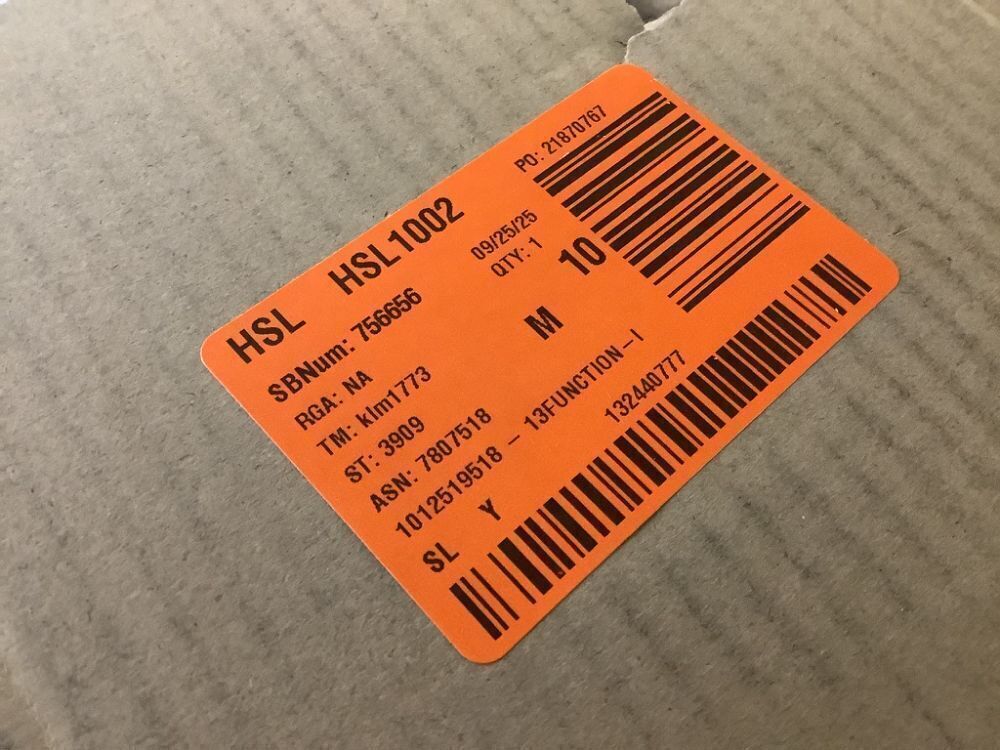 HSL HSL1002
PO: 21870767
SBNum: 756656 09/25/25
RGA: NA QTY: 1
TM: klm1773 M 10
ST: 3909
ASN: 7807518
1012519518 – 13FUNCTION – I
SL Y 132440777